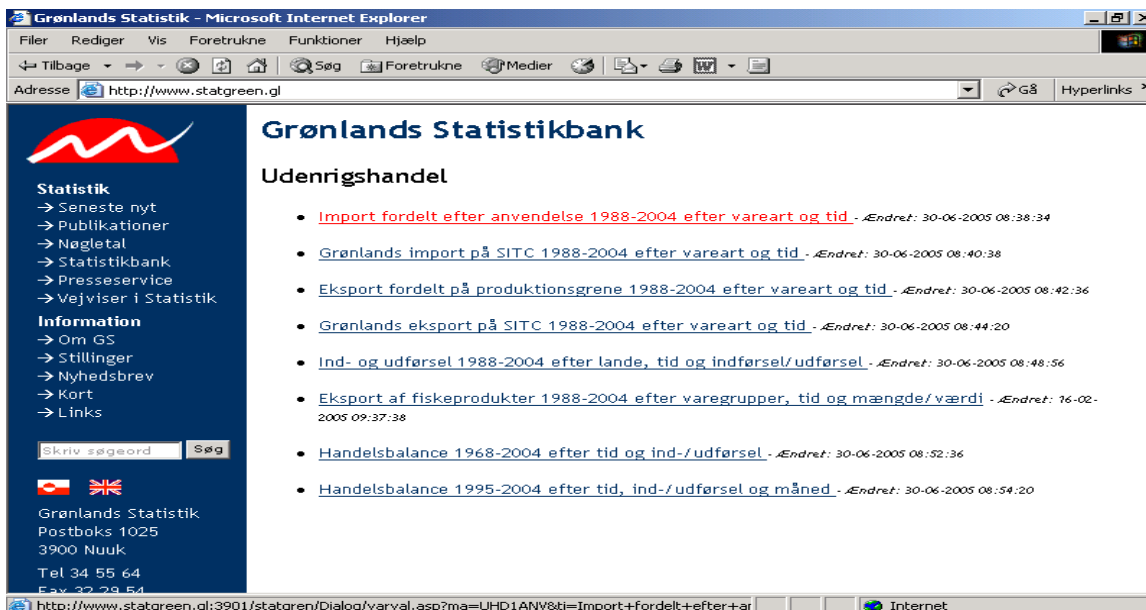 Grønlands Statistik - Microsoft Internet Explorer
Filer Rediger Vis Foretrukne Funktioner Hjælp
Tilbage Søg Foretrukne Medier
Adresse http://www.statgreen.gl Gå Hyperlinks
Grønlands Statistikbank
Udenrigshandel
Import fordelt efter anvendelse 1988-2004 efter vareart og tid - Ændret: 30-06-2005 08:38:34
Grønlands import på SITC 1988-2004 efter vareart og tid - Ændret: 30-06-2005 08:40:38
Eksport fordelt på produktionsgrene 1988-2004 efter vareart og tid - Ændret: 30-06-2005 08:42:36
Grønlands eksport på SITC 1988-2004 efter vareart og tid - Ændret: 30-06-2005 08:44:20
Ind- og udførsel 1988-2004 efter lande, tid og indførsel/udførsel - Ændret: 30-06-2005 08:48:56
Eksport af fiskeprodukter 1988-2004 efter varegrupper, tid og mængde/værdi - Ændret: 16-02-
2005 09:37:38
Handelsbalance 1968-2004 efter tid og ind-/udførsel - Ændret: 30-06-2005 08:52:36
Handelsbalance 1995-2004 efter tid, ind-/udførsel og måned - Ændret: 30-06-2005 08:54:20
Statistik
→ Seneste nyt
→ Publikationer
→ Nøgletal
→ Statistikbank
→ Presseservice
→ Vejviser i Statistik
Information
→ Om GS
→ Stillinger
→ Nyhedsbrev
→ Kort
→ Links
Skriv søgeord Søg
Grønlands Statistik
Postboks 1025
3900 Nuuk
Tel 34 55 64
Fax 32 29 54
http://www.statgreen.gl:3901/statgren/Dialog/varval.asp?ma=UHD1ANV&ti=Import+fordelt+efter+ar Internet